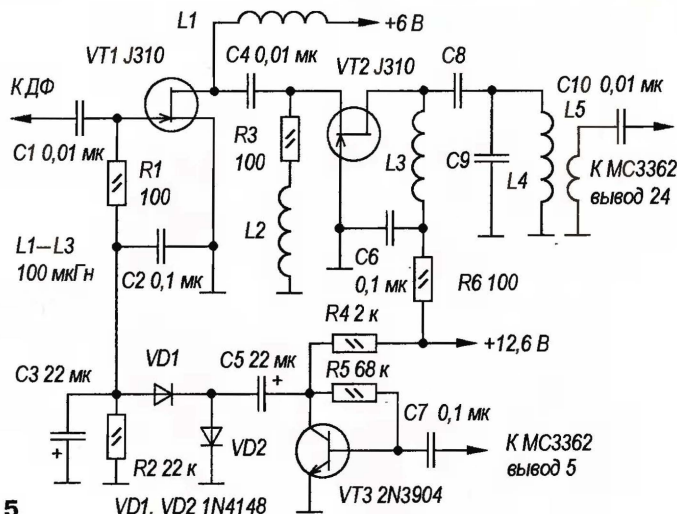 L1
+6 В
VT1 J310
C4 0,01 мк
VT2 J310
C8
C10 0,01 мк
К ДФ
L5
C1 0,01 мк
R1
100
R3
100
L3
C9
L4
К МС3362
вывод 24
L2
L1—L3
100 мкГн
C2 0,1 мк
C6
0,1 мк
R6 100
R4 2 к
+12,6 В
VD1
C5 22 мк
+
R5 68 к
C3 22 мк
C7 0,1 мк
+
R2 22 к
VD2
К МС3362
вывод 5
VT3 2N3904
5
VD1, VD2 1N4148